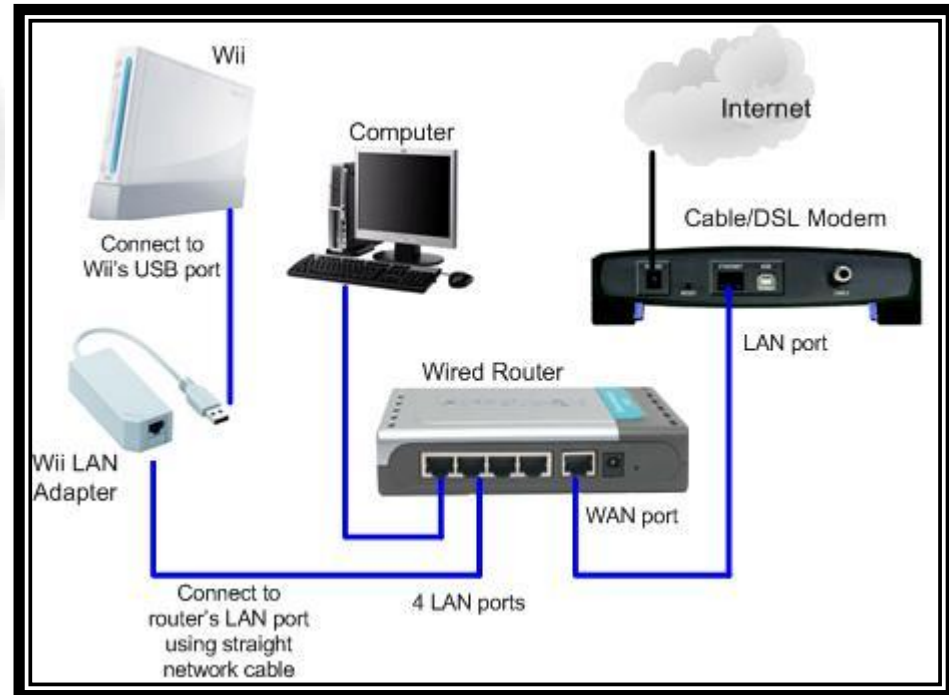 Wii
Computer
Internet
Cable/DSL Modem
Connect to
Wii's USB port
LAN port
Wired Router
Wii LAN
Adapter
WAN port
4 LAN ports
Connect to
router's LAN port
using straight
network cable